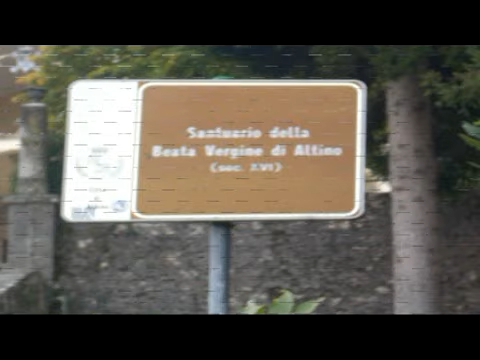 Santuario della
Beata Vergine di Altino
(sec. XVI)